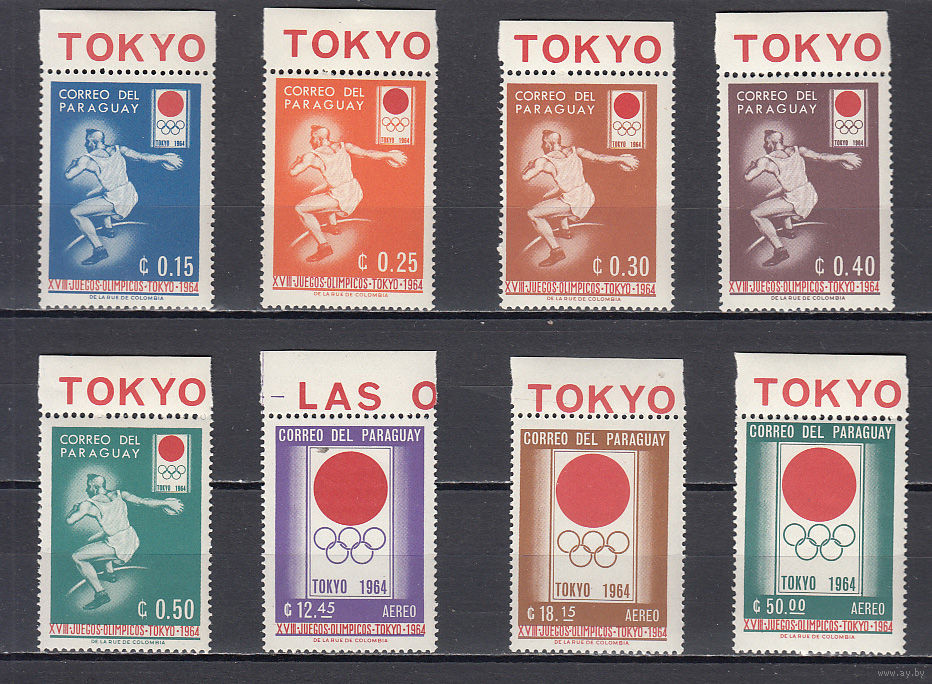 TOKYO
CORREO DEL
PARAGUAY
TOKYO 1964
₵ 0.15
XVIII·JUEGOS·OLIMPICOS·TOKYO·1964
DE LA RUE DE COLOMBIA
TOKYO
CORREO DEL
PARAGUAY
TOKYO 1964
₵ 0.25
XVIII·JUEGOS·OLIMPICOS·TOKYO·1964
DE LA RUE DE COLOMBIA
TOKYO
CORREO DEL
PARAGUAY
TOKYO 1964
₵ 0.30
XVIII·JUEGOS·OLIMPICOS·TOKYO·1964
DE LA RUE DE COLOMBIA
TOKYO
CORREO DEL
PARAGUAY
TOKYO 1964
₵ 0.40
XVIII·JUEGOS·OLIMPICOS·TOKYO·1964
DE LA RUE DE COLOMBIA
TOKYO
CORREO DEL
PARAGUAY
TOKYO 1964
₵ 0.50
XVIII·JUEGOS·OLIMPICOS·TOKYO·1964
DE LA RUE DE COLOMBIA
– LAS O
CORREO DEL PARAGUAY
TOKYO 1964
₲ 12.45 AEREO
XVIII·JUEGOS·OLIMPICOS·TOKYO·1964
DE LA RUE DE COLOMBIA
TOKYO
CORREO DEL PARAGUAY
TOKYO 1964
₲ 18.15 AEREO
XVIII·JUEGOS·OLIMPICOS·TOKYO·1964
DE LA RUE DE COLOMBIA
TOKYO
CORREO DEL PARAGUAY
TOKYO 1964
₲ 50.00 AEREO
XVIII·JUEGOS·OLIMPICOS·TOKYO·1964
DE LA RUE DE COLOMBIA
www.ay.by